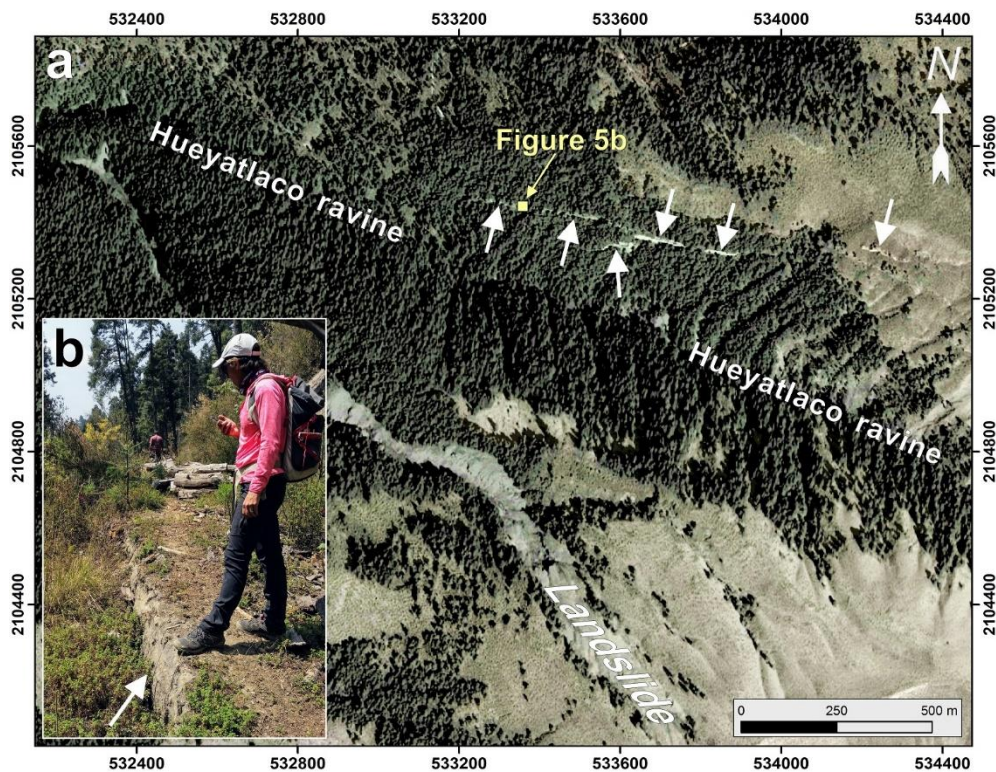 532400 532800 533200 533600 534000 534400
a
N
Hueyatlaco ravine
Figure 5b
2105600 2105600
2105200 2105200
Hueyatlaco ravine
b
2104800 2104800
2104400 2104400
Landslide
0 250 500 m
532400 532800 533200 533600 534000 534400